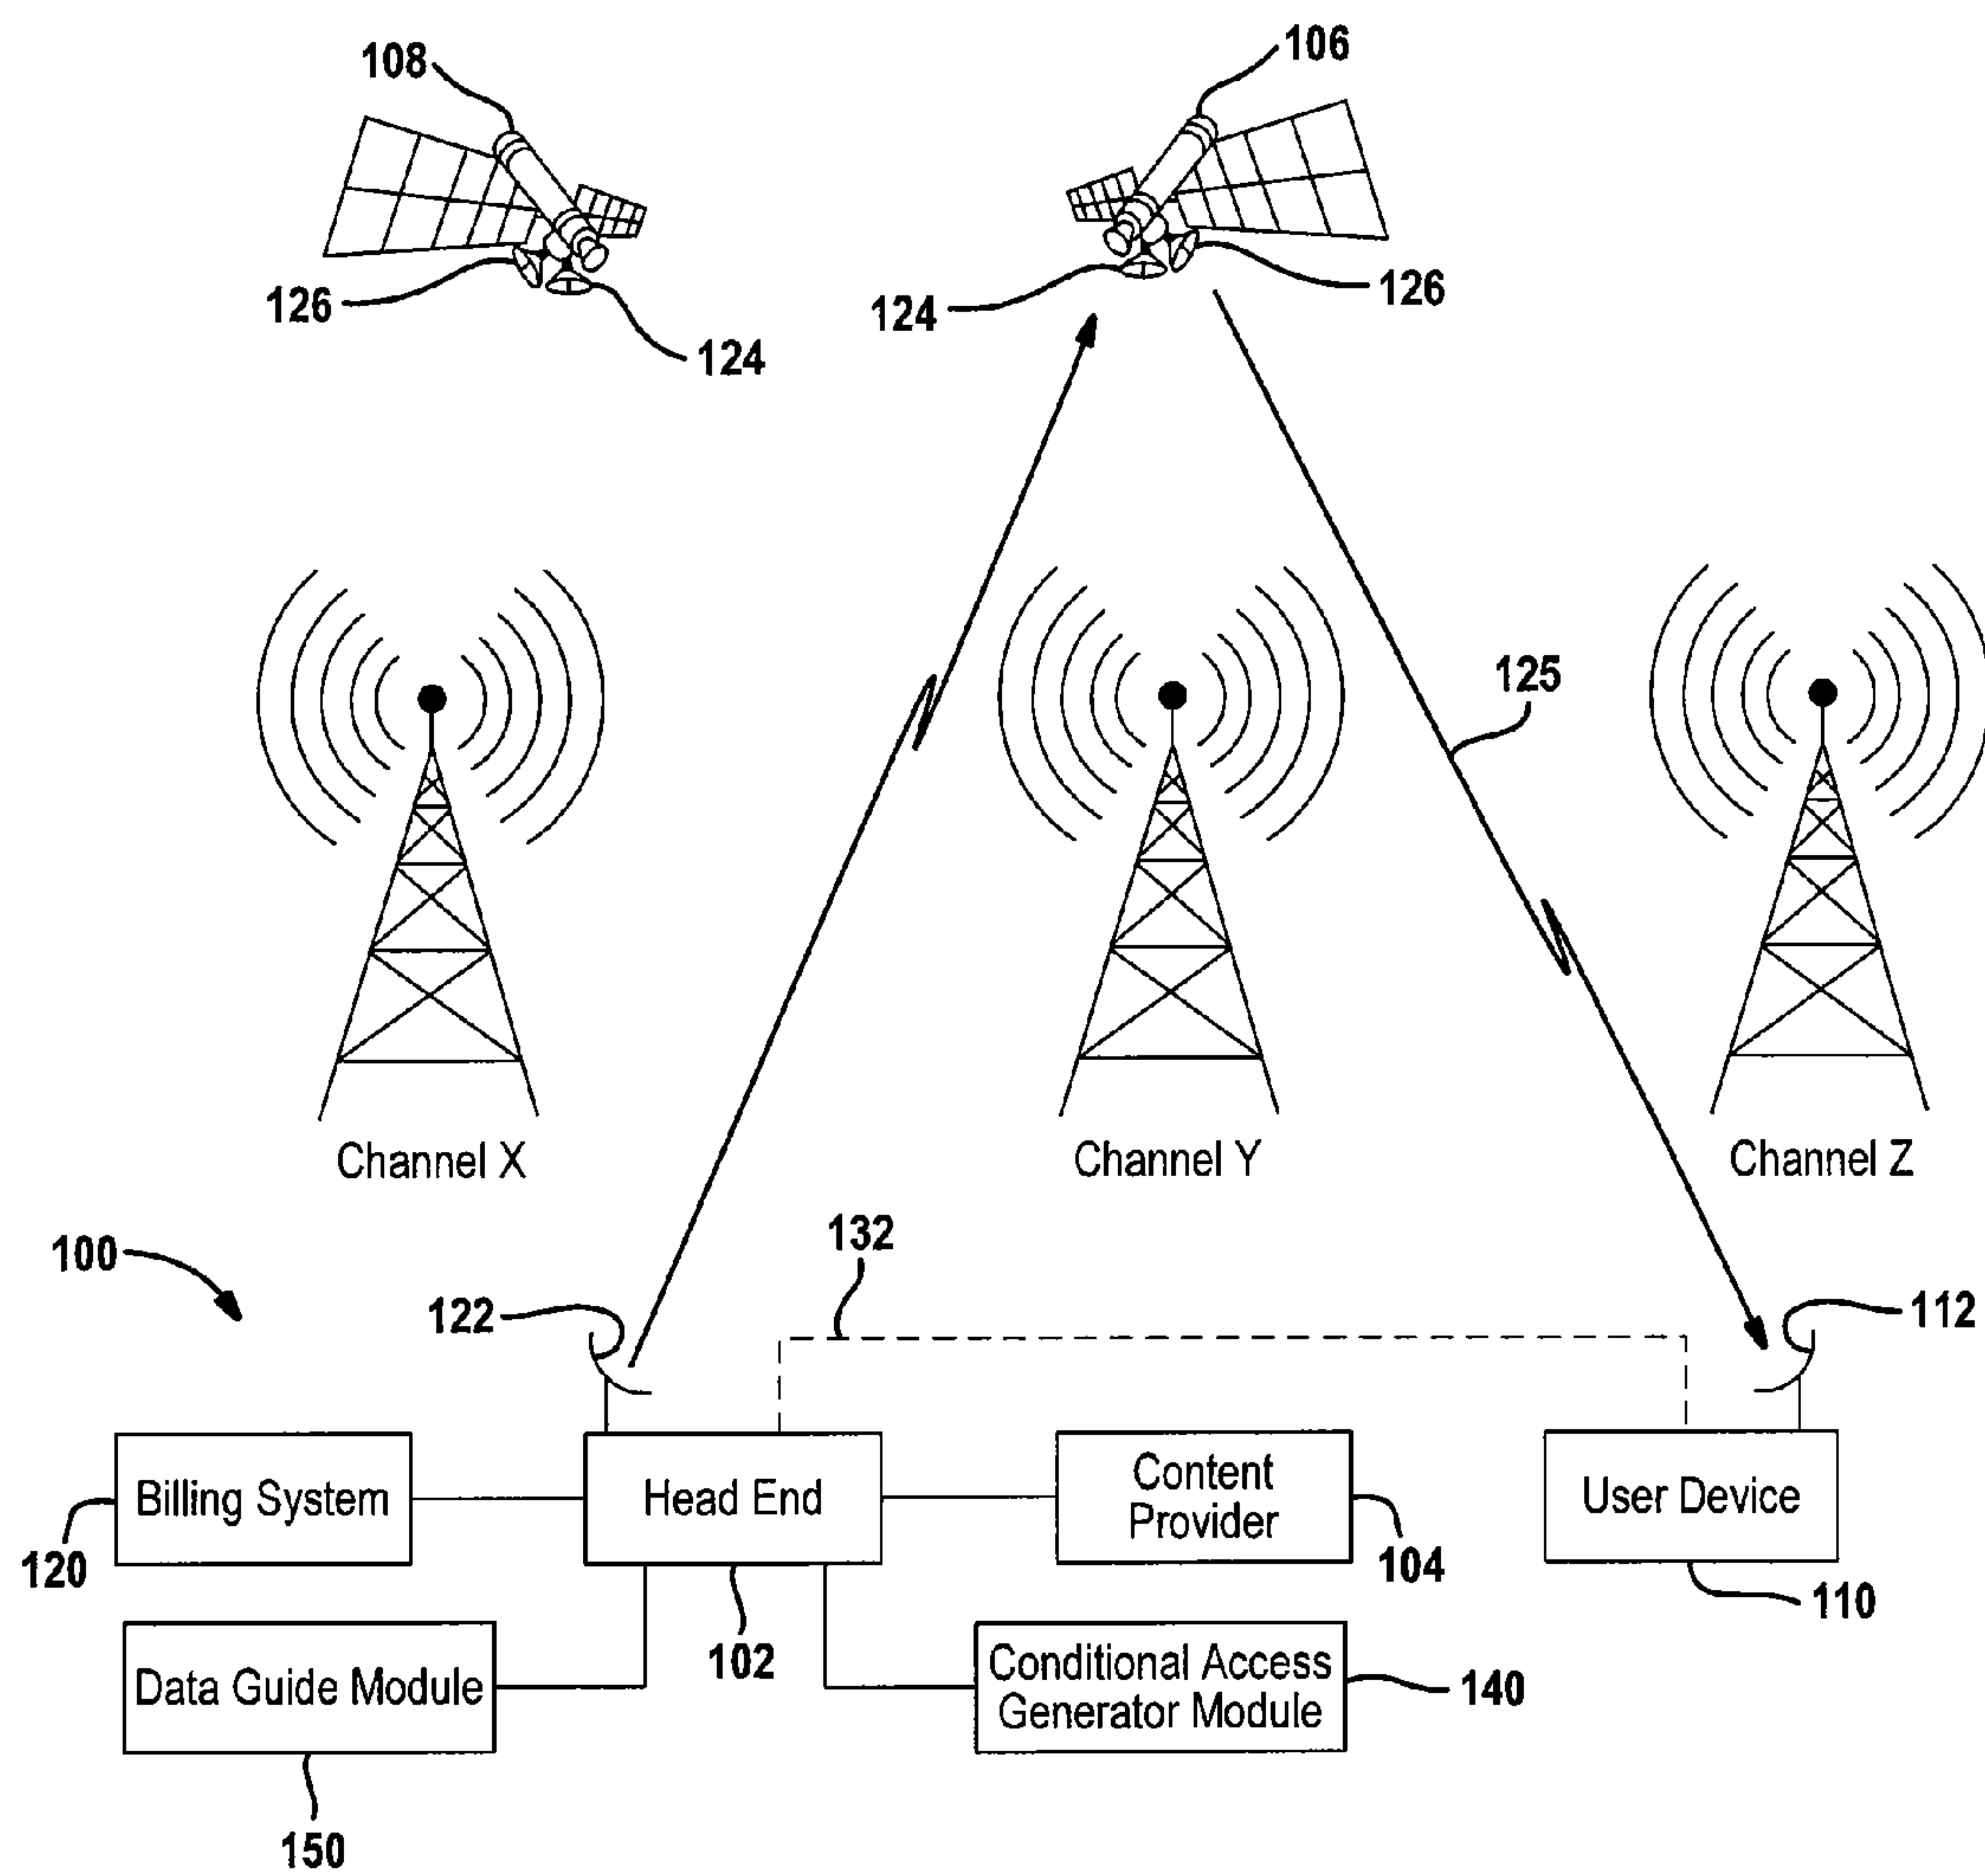 108
106
126
124
124
126
125
Channel X
Channel Y
Channel Z
100
132
122
112
Billing System
Head End
Content
Provider
User Device
120
102
104
110
Data Guide Module
Conditional Access
Generator Module
140
150